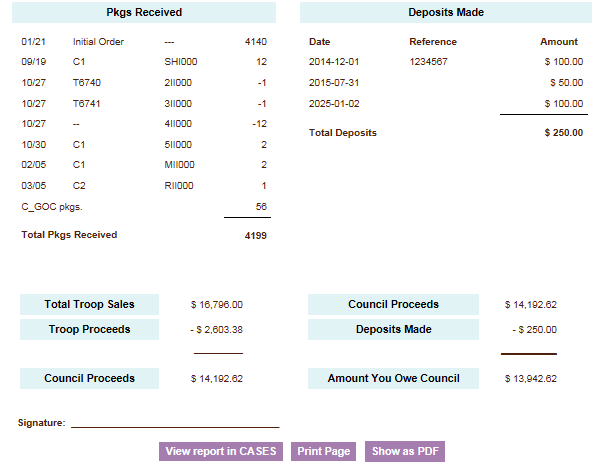 Pkgs Received
01/21 Initial Order --- 4140
09/19 C1 SHI000 12
10/27 T6740 2II000 -1
10/27 T6741 3II000 -1
10/27 -- 4II000 -12
10/30 C1 5II000 2
02/05 C1 MII000 2
03/05 C2 RII000 1
C_GOC pkgs. 56
Total Pkgs Received 4199
Deposits Made
Date Reference Amount
2014-12-01 1234567 $ 100.00
2015-07-31 $ 50.00
2025-01-02 $ 100.00
Total Deposits $ 250.00
Total Troop Sales $ 16,796.00
Troop Proceeds - $ 2,603.38
Council Proceeds $ 14,192.62
Council Proceeds $ 14,192.62
Deposits Made - $ 250.00
Amount You Owe Council $ 13,942.62
Signature:
View report in CASES Print Page Show as PDF